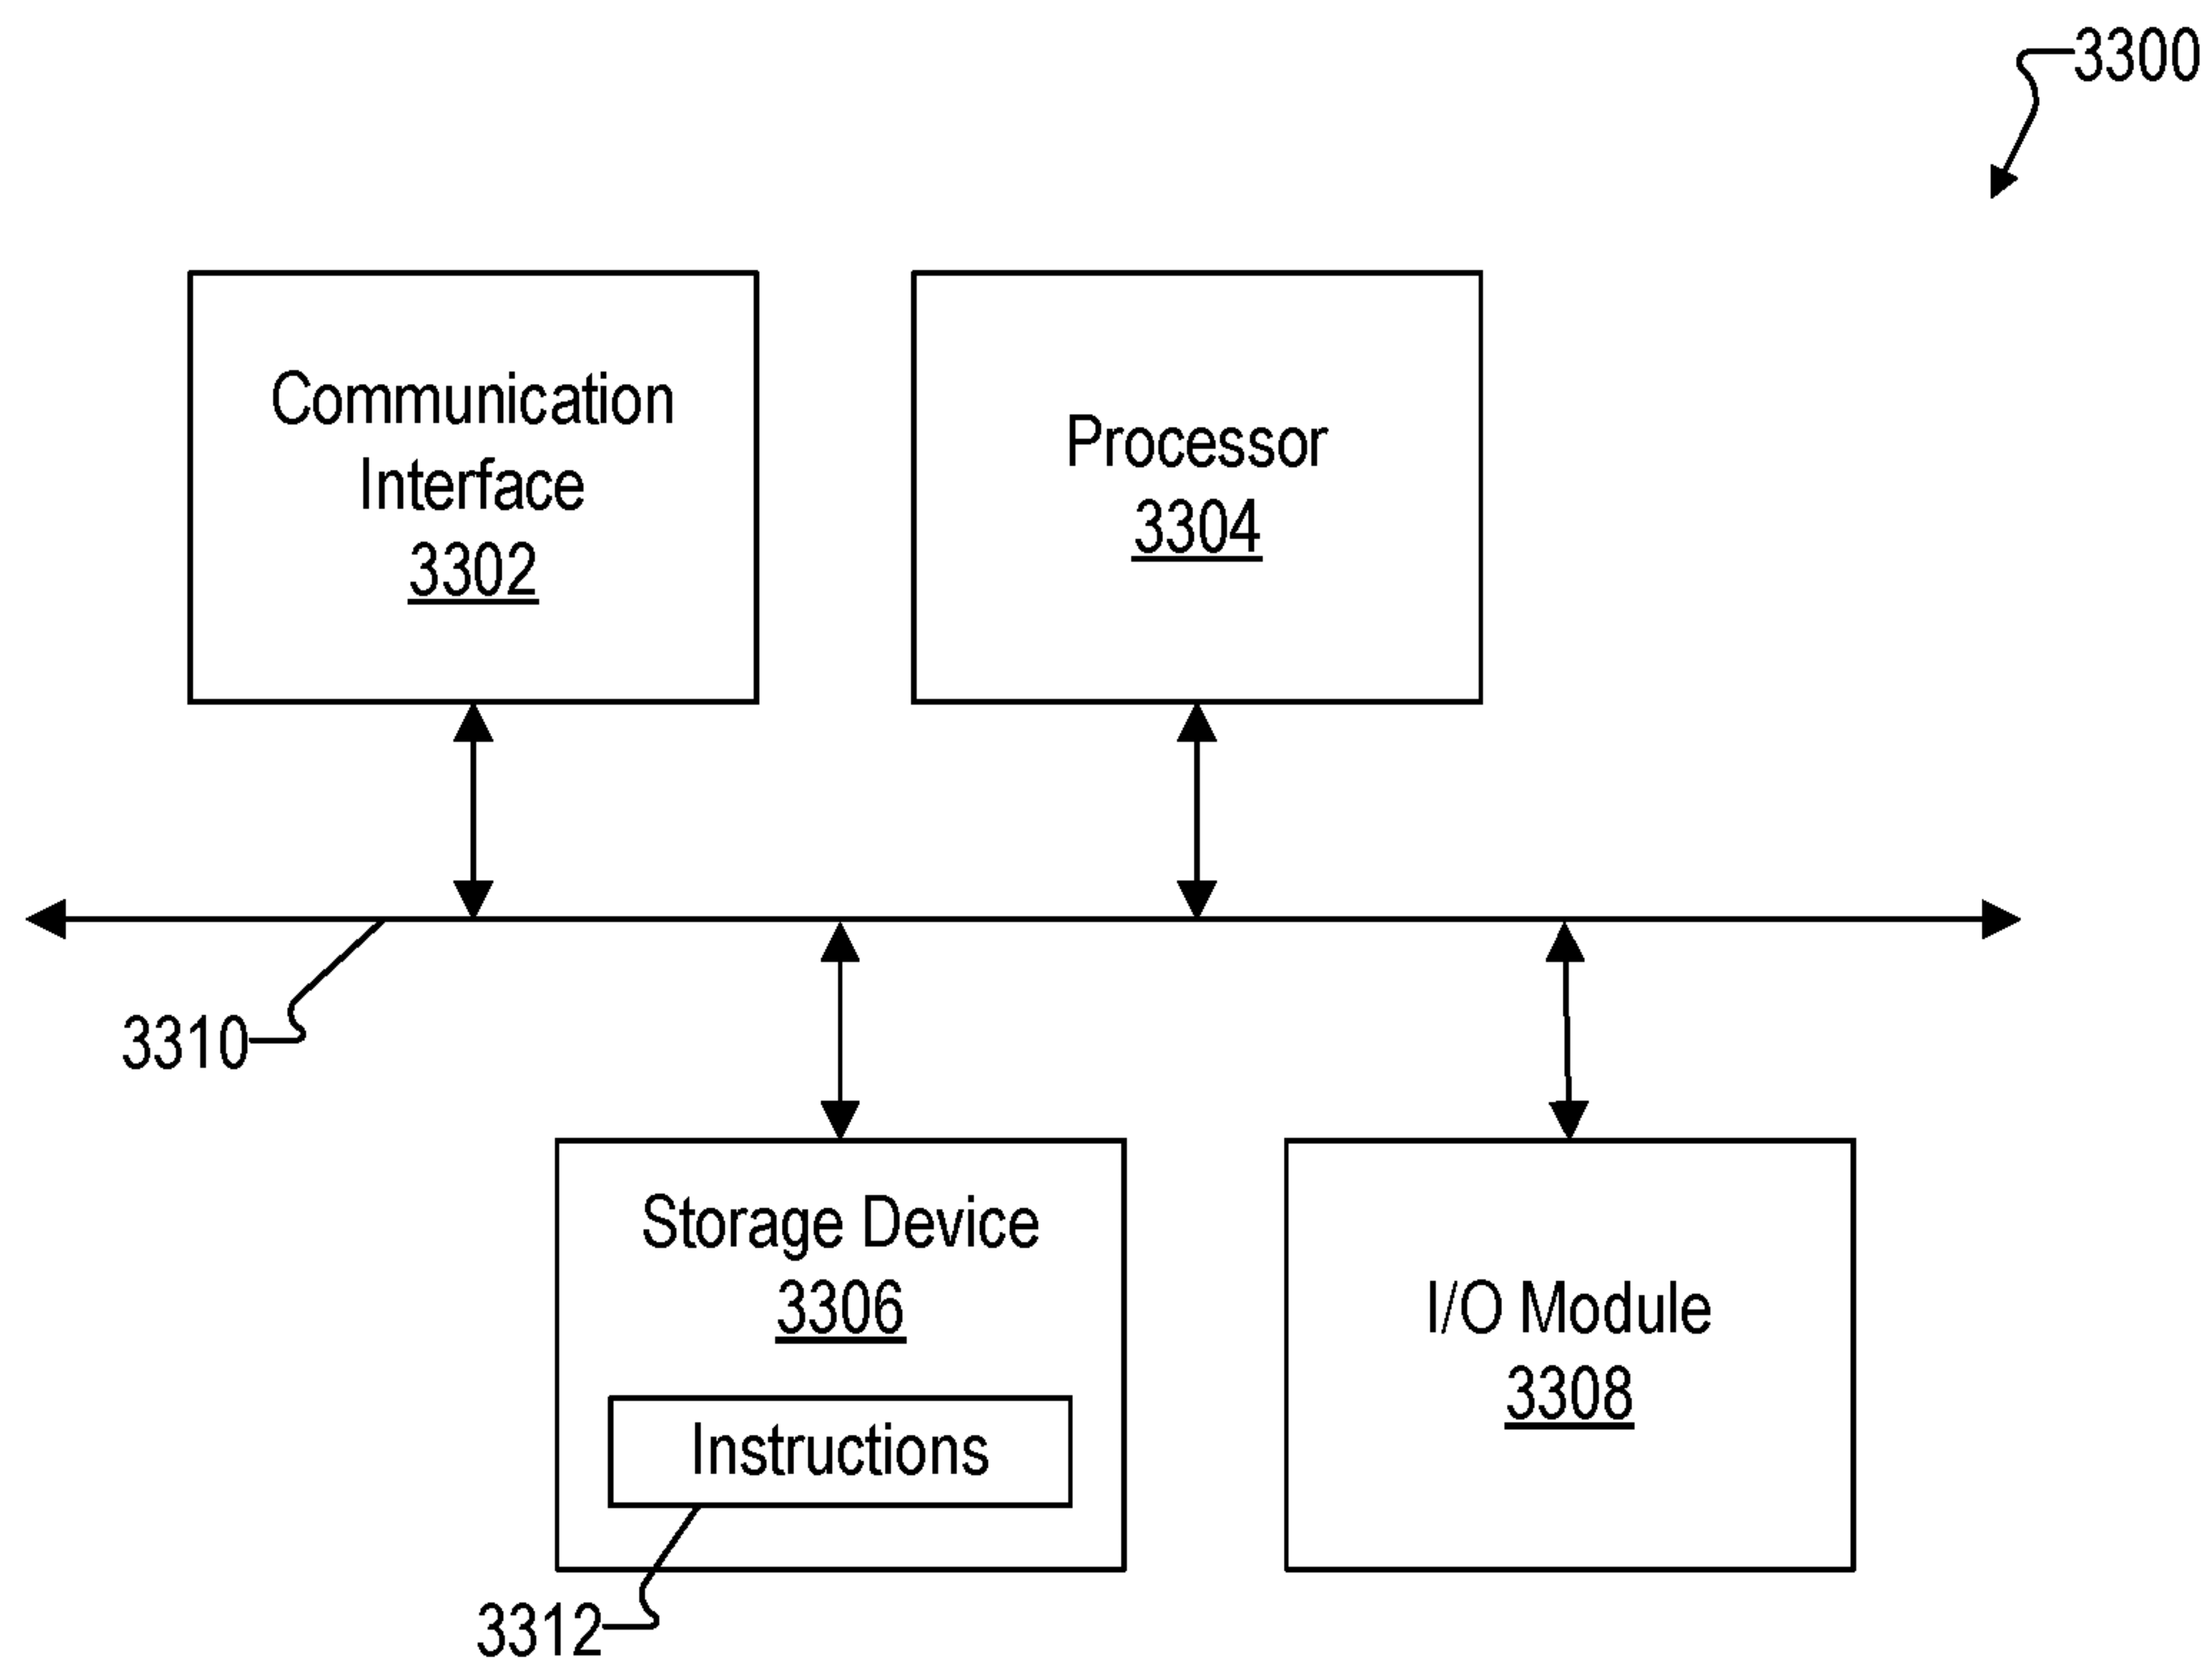 3300
Communication
Interface
3302
Processor
3304
3310
Storage Device
3306
Instructions
3312
I/O Module
3308